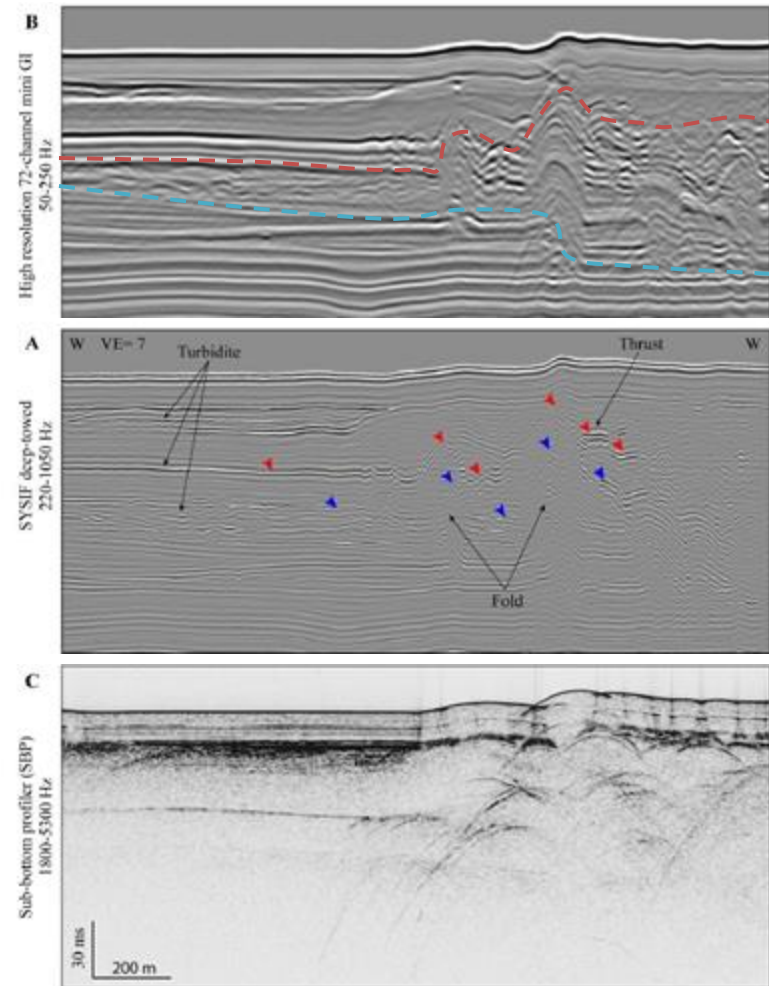 B
High resolution 72-channel mini GI
50-250 Hz
A
W VE= 7
Turbidite
Thrust
W
SYSIF deep-towed
220-1050 Hz
Fold
C
Sub-bottom profiler (SBP)
1800-5300 Hz
30 ms
200 m